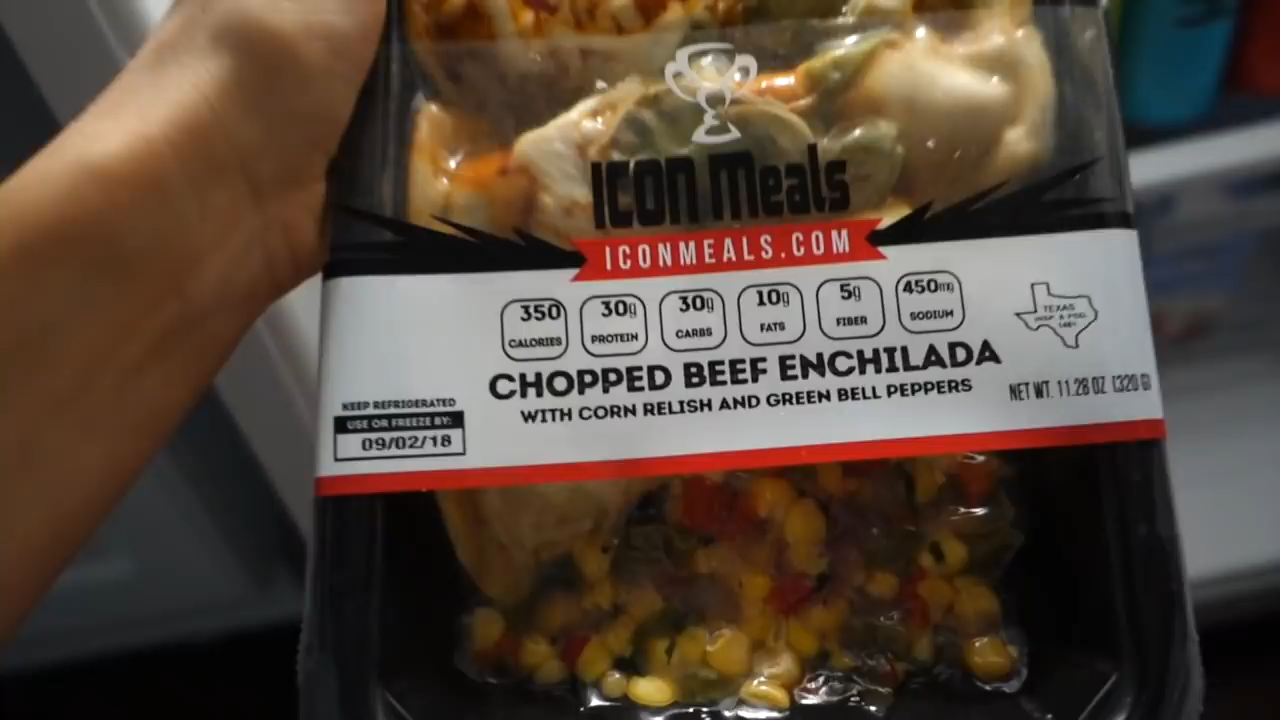 ICON Meals
ICONMEALS.COM
350 CALORIES
30g PROTEIN
30g CARBS
10g FATS
5g FIBER
450mg SODIUM
TEXAS
CHOPPED BEEF ENCHILADA
WITH CORN RELISH AND GREEN BELL PEPPERS
NET WT. 11.28 OZ (320 G)
KEEP REFRIGERATED
USE OR FREEZE BY:
09/02/18